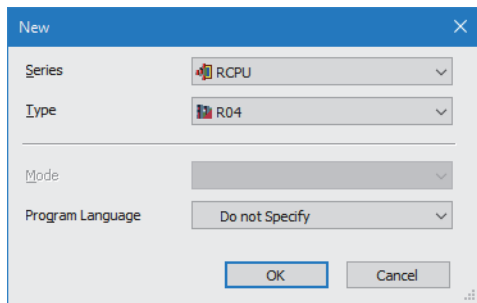 New
Series RCPU
Type R04
Mode
Program Language Do not Specify
OK Cancel